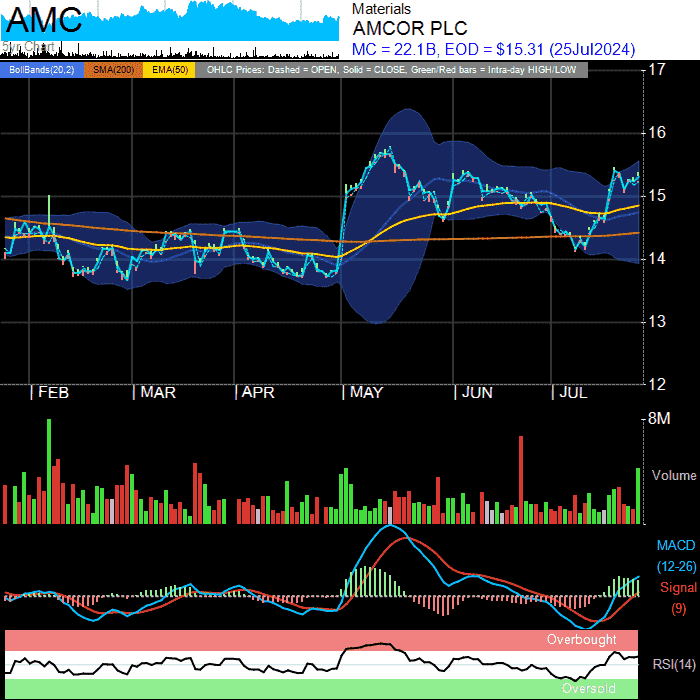 AMC
5yr Chart
Materials
AMCOR PLC
MC = 22.1B, EOD = $15.31 (25Jul2024)
BollBands(20,2) SMA(200) EMA(50) OHLC Prices: Dashed = OPEN, Solid = CLOSE, Green/Red bars = Intra-day HIGH/LOW
17
16
15
14
13
12
FEB MAR APR MAY JUN JUL
8M
Volume
MACD
(12-26)
Signal
(9)
Overbought
RSI(14)
Oversold